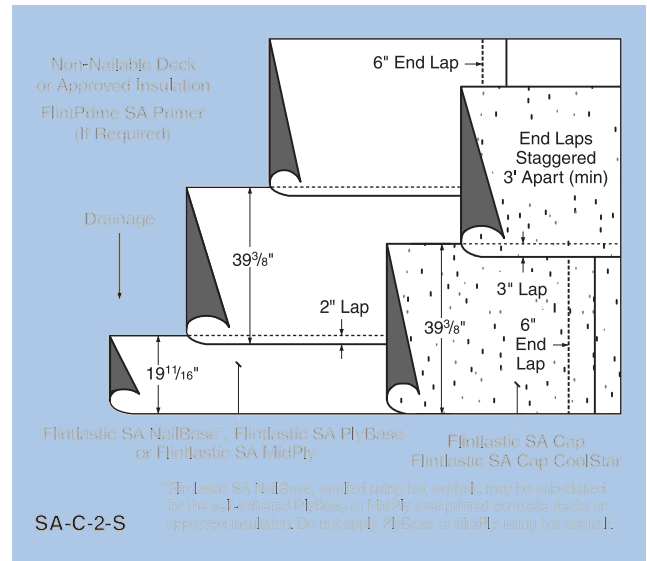 Non-Nailable Deck
or Approved Insulation
FlintPrime SA Primer
(If Required)
6" End Lap
End Laps
Staggered
3' Apart (min)
Drainage
39 3/8"
2" Lap
3" Lap
39 3/8"
6"
End
Lap
19 11/16"
Flintlastic SA NailBase*, Flintlastic SA PlyBase
or Flintlastic SA MidPly
Flintlastic SA Cap
Flintlastic SA Cap CoolStar
*Flintlastic SA NailBase, applied using hot asphalt, may be substituted
for the self-adhered PlyBase or MidPly over primed concrete decks or
approved insulation. Do not apply PlyBase or MidPly using hot asphalt.
SA-C-2-S